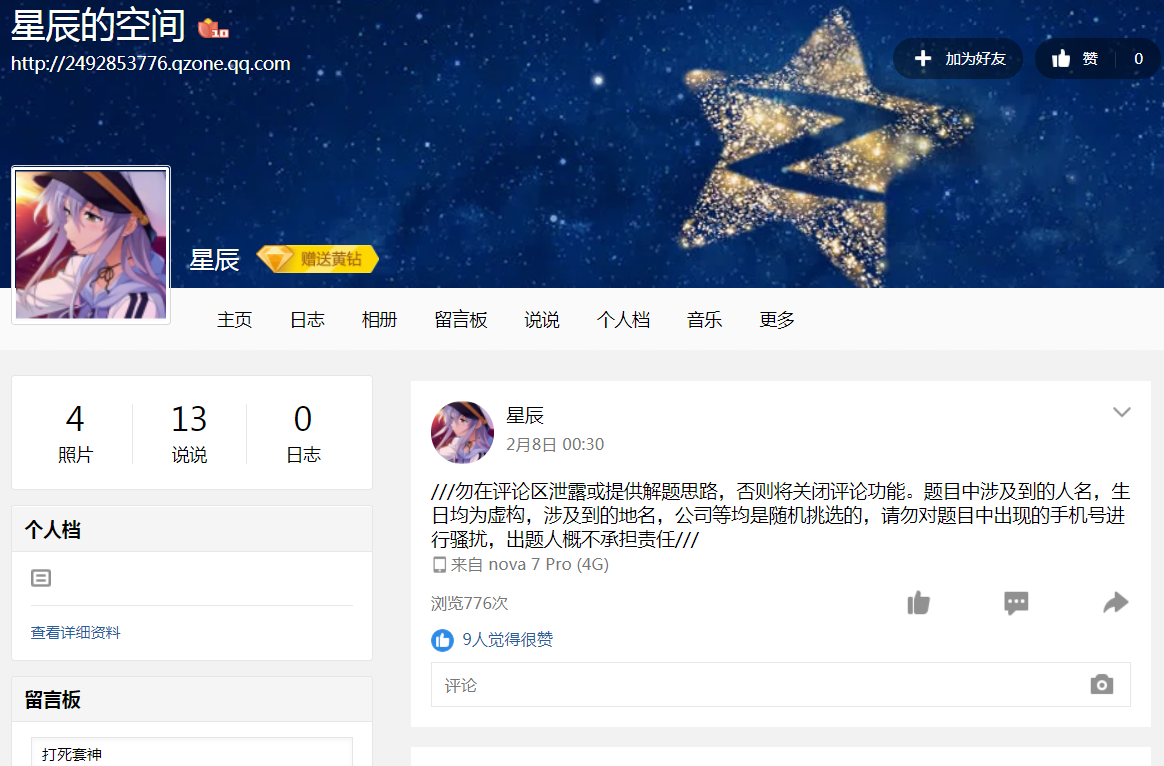 星辰的空间
10
http://2492853776.qzone.qq.com
加为好友
赞
0
星辰
赠送黄钻
主页 日志 相册 留言板 说说 个人档 音乐 更多
4 13 0
照片 说说 日志
个人档
查看详细资料
留言板
打死套神
星辰
2月8日 00:30
///勿在评论区泄露或提供解题思路，否则将关闭评论功能。题目中涉及到的人名，生
日均为虚构，涉及到的地名，公司等均是随机挑选的，请勿对题目中出现的手机号进
行骚扰，出题人概不承担责任///
来自 nova 7 Pro (4G)
浏览776次
9人觉得很赞
评论